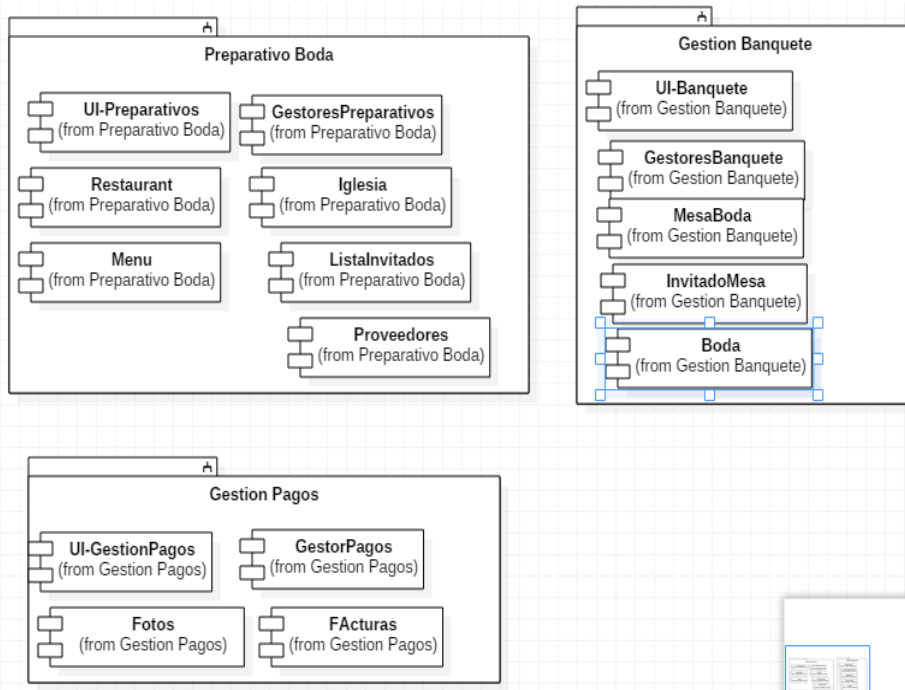 Preparativo Boda
UI-Preparativos
(from Preparativo Boda)
GestoresPreparativos
(from Preparativo Boda)
Restaurant
(from Preparativo Boda)
Iglesia
(from Preparativo Boda)
Menu
(from Preparativo Boda)
ListaInvitados
(from Preparativo Boda)
Proveedores
(from Preparativo Boda)
Gestion Banquete
UI-Banquete
(from Gestion Banquete)
GestoresBanquete
(from Gestion Banquete)
MesaBoda
(from Gestion Banquete)
InvitadoMesa
(from Gestion Banquete)
Boda
(from Gestion Banquete)
Gestion Pagos
UI-GestionPagos
(from Gestion Pagos)
GestorPagos
(from Gestion Pagos)
Fotos
(from Gestion Pagos)
FActuras
(from Gestion Pagos)